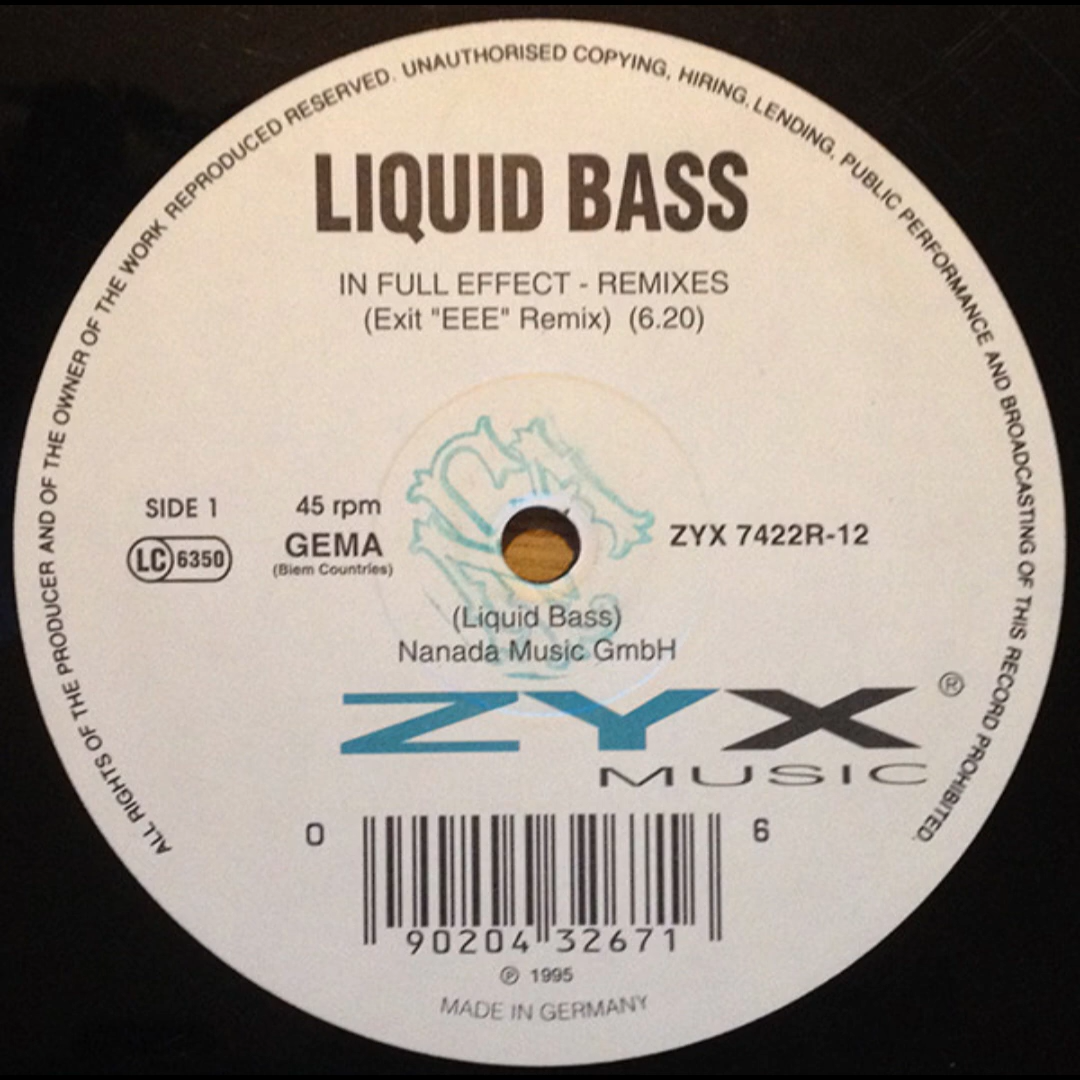 ALL RIGHTS OF THE PRODUCER AND OF THE OWNER OF THE WORK REPRODUCED RESERVED. UNAUTHORISED COPYING, HIRING, LENDING, PUBLIC PERFORMANCE AND BROADCASTING OF THIS RECORD PROHIBITED.
LIQUID BASS
IN FULL EFFECT - REMIXES
(Exit "EEE" Remix) (6.20)
SIDE 1
LC 6350
45 rpm
GEMA
(Biem Countries)
ZYX 7422R-12
(Liquid Bass)
Nanada Music GmbH
ZYX ®
MUSIC
0 90204 32671 6
℗ 1995
MADE IN GERMANY